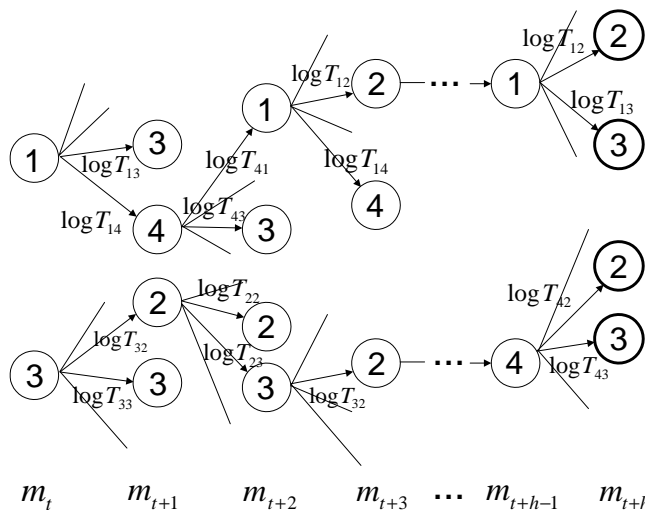 log T₁₂ 2
log T₁₂ 2 ... 1
1 log T₁₃
3 3
1 log T₁₃ log T₄₁ log T₁₄
log T₁₄ log T₄₃ 4
4 3
2 log T₂₂ 2
log T₄₂
log T₃₂ 2 log T₂₃ 3
3 3 2 ... 4 log T₄₃
log T₃₃ 3 log T₃₂
mₜ mₜ₊₁ mₜ₊₂ mₜ₊₃ ... mₜ₊ₕ₋₁ mₜ₊ₕ